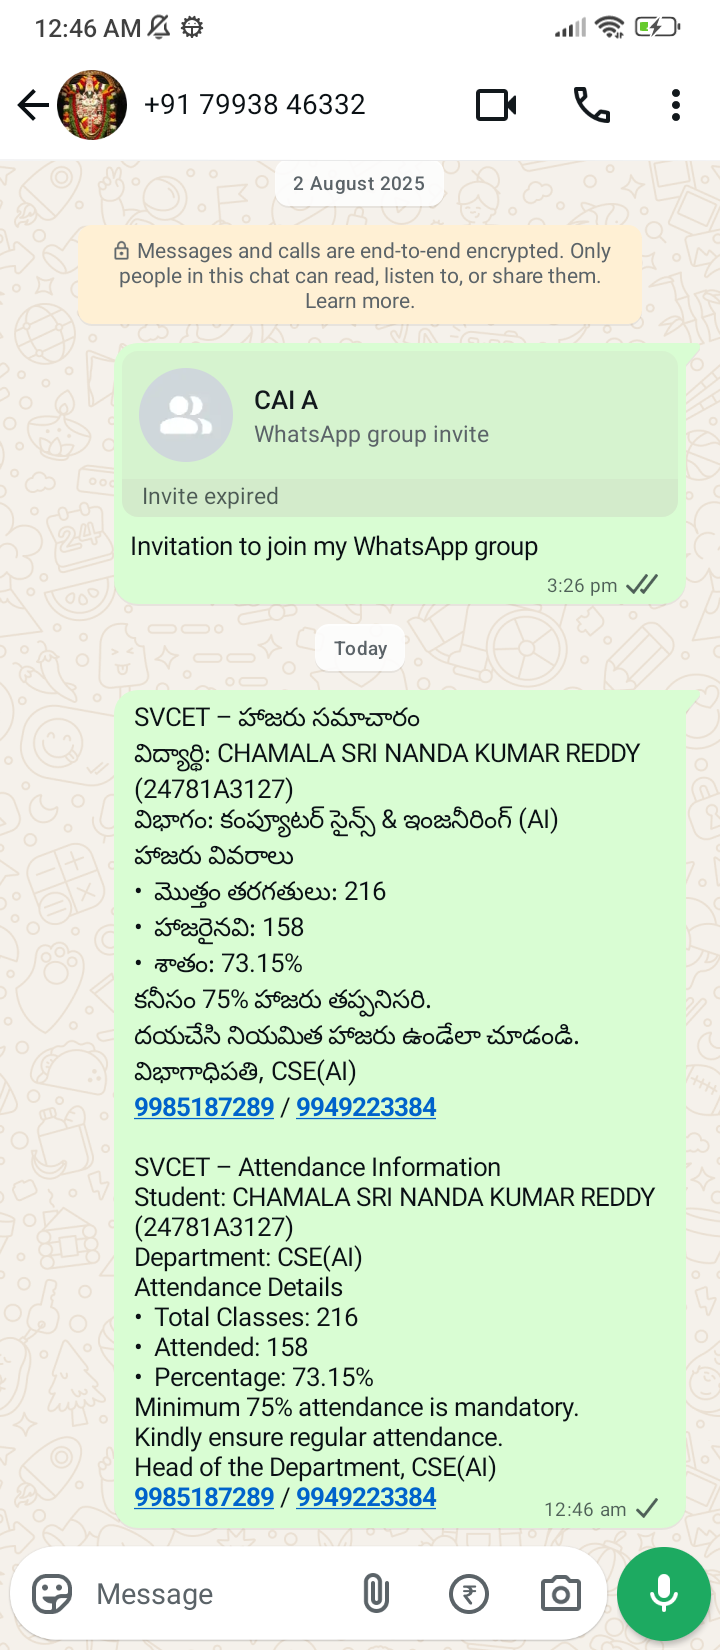 12:46 AM
+91 79938 46332
2 August 2025
Messages and calls are end-to-end encrypted. Only
people in this chat can read, listen to, or share them.
Learn more.
CAI A
WhatsApp group invite
Invite expired
Invitation to join my WhatsApp group
3:26 pm
Today
SVCET – హాజరు సమాచారం
విద్యార్థి: CHAMALA SRI NANDA KUMAR REDDY
(24781A3127)
విభాగం: కంప్యూటర్ సైన్స్ & ఇంజనీరింగ్ (AI)
హాజరు వివరాలు
• మొత్తం తరగతులు: 216
• హాజరైనవి: 158
• శాతం: 73.15%
కనీసం 75% హాజరు తప్పనిసరి.
దయచేసి నియమిత హాజరు ఉండేలా చూడండి.
విభాగాధిపతి, CSE(AI)
9985187289 / 9949223384
SVCET – Attendance Information
Student: CHAMALA SRI NANDA KUMAR REDDY
(24781A3127)
Department: CSE(AI)
Attendance Details
• Total Classes: 216
• Attended: 158
• Percentage: 73.15%
Minimum 75% attendance is mandatory.
Kindly ensure regular attendance.
Head of the Department, CSE(AI)
9985187289 / 9949223384
12:46 am
Message